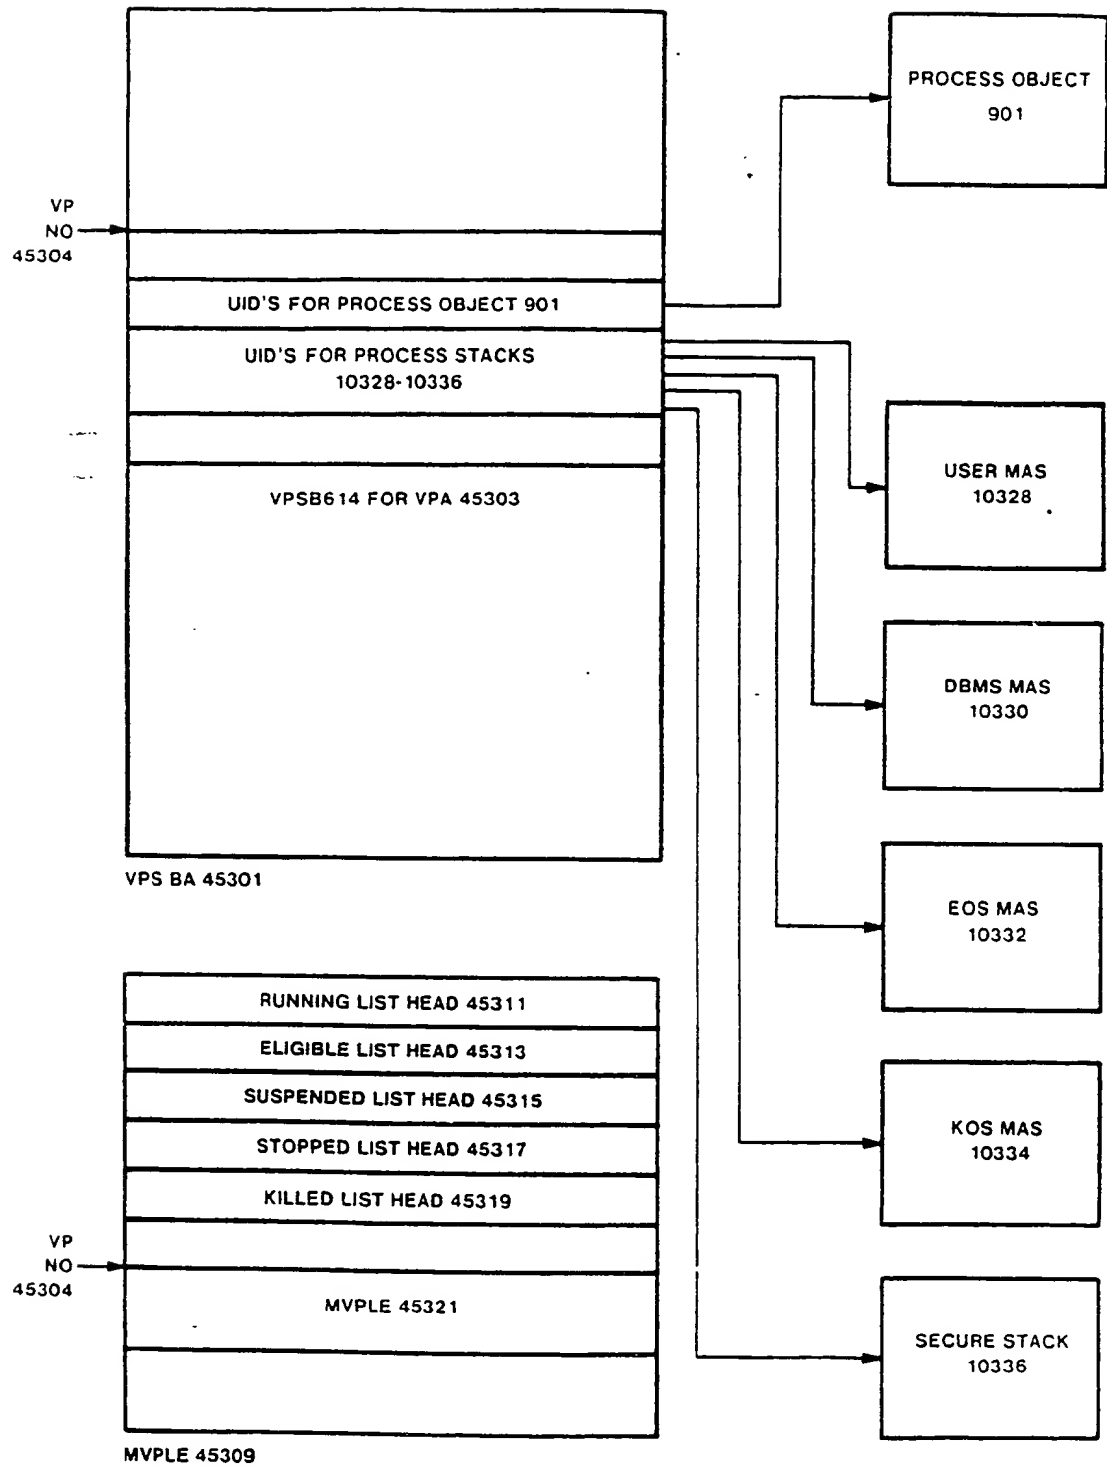 PROCESS OBJECT
901
VP
NO
45304
UID'S FOR PROCESS OBJECT 901
UID'S FOR PROCESS STACKS
10328-10336
VPSB614 FOR VPA 45303
VPS BA 45301
USER MAS
10328
DBMS MAS
10330
EOS MAS
10332
KOS MAS
10334
SECURE STACK
10336
RUNNING LIST HEAD 45311
ELIGIBLE LIST HEAD 45313
SUSPENDED LIST HEAD 45315
STOPPED LIST HEAD 45317
KILLED LIST HEAD 45319
VP
NO
45304
MVPLE 45321
MVPLE 45309